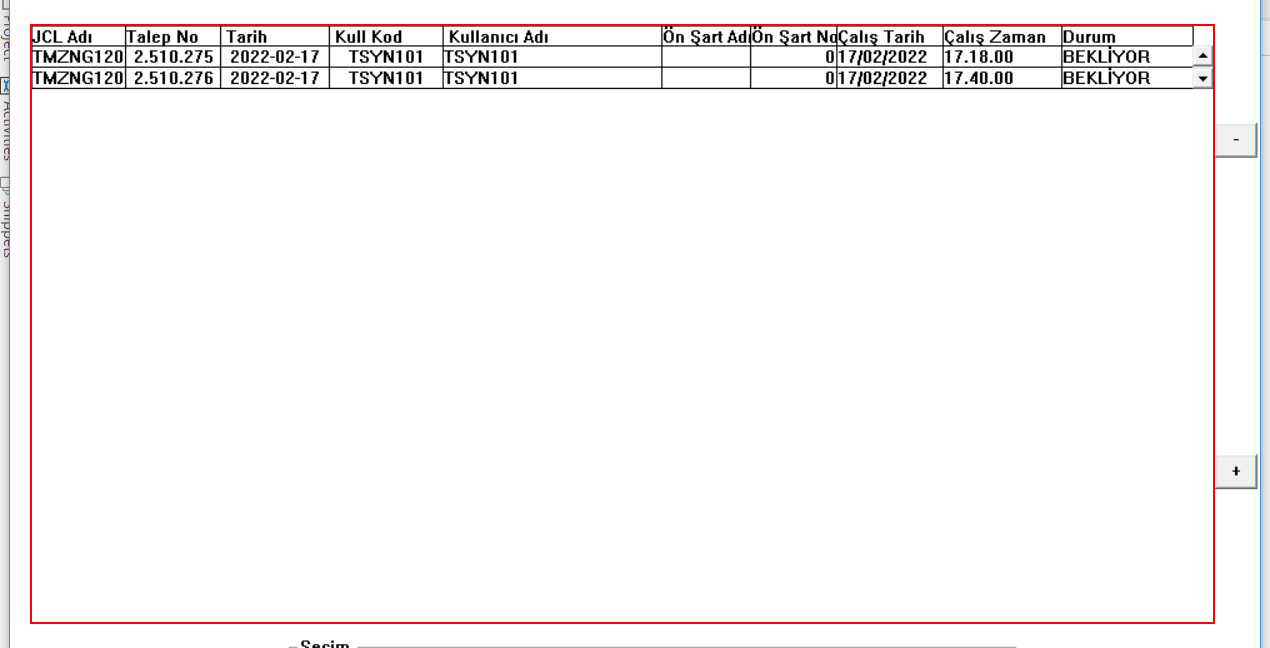 JCL Adı Talep No Tarih Kull Kod Kullanıcı Adı Ön Şart Adı Ön Şart No Çalış Tarih Çalış Zaman Durum
TMZNG120 2.510.275 2022-02-17 TSYN101 TSYN101 0 17/02/2022 17.18.00 BEKLİYOR
TMZNG120 2.510.276 2022-02-17 TSYN101 TSYN101 0 17/02/2022 17.40.00 BEKLİYOR
-
+
Project
Activities
Snippets
Seçim